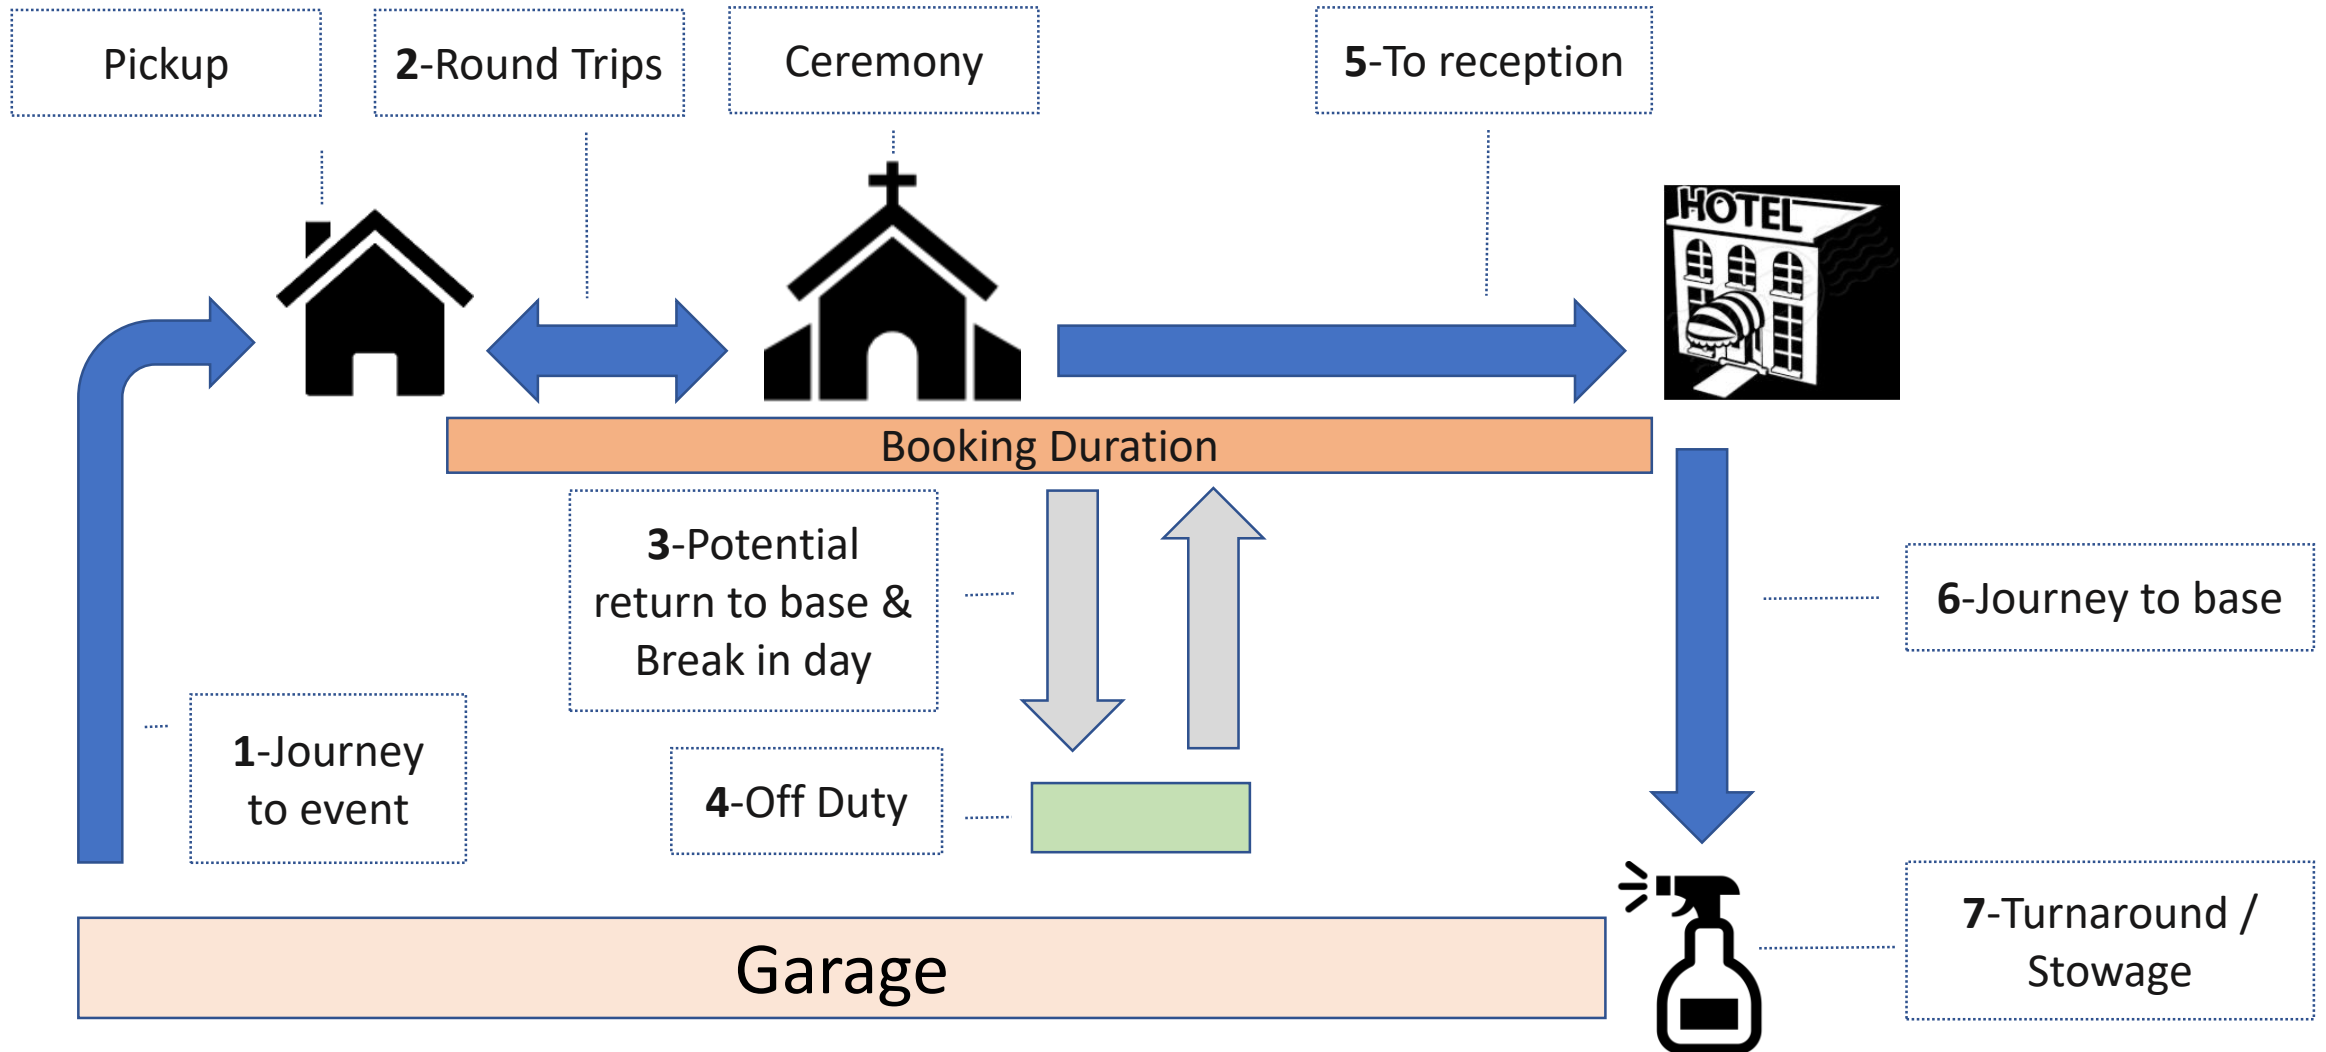 Pickup
2-Round Trips
Ceremony
5-To reception
HOTEL
Booking Duration
3-Potential
return to base &
Break in day
6-Journey to base
1-Journey
to event
4-Off Duty
7-Turnaround /
Stowage
Garage